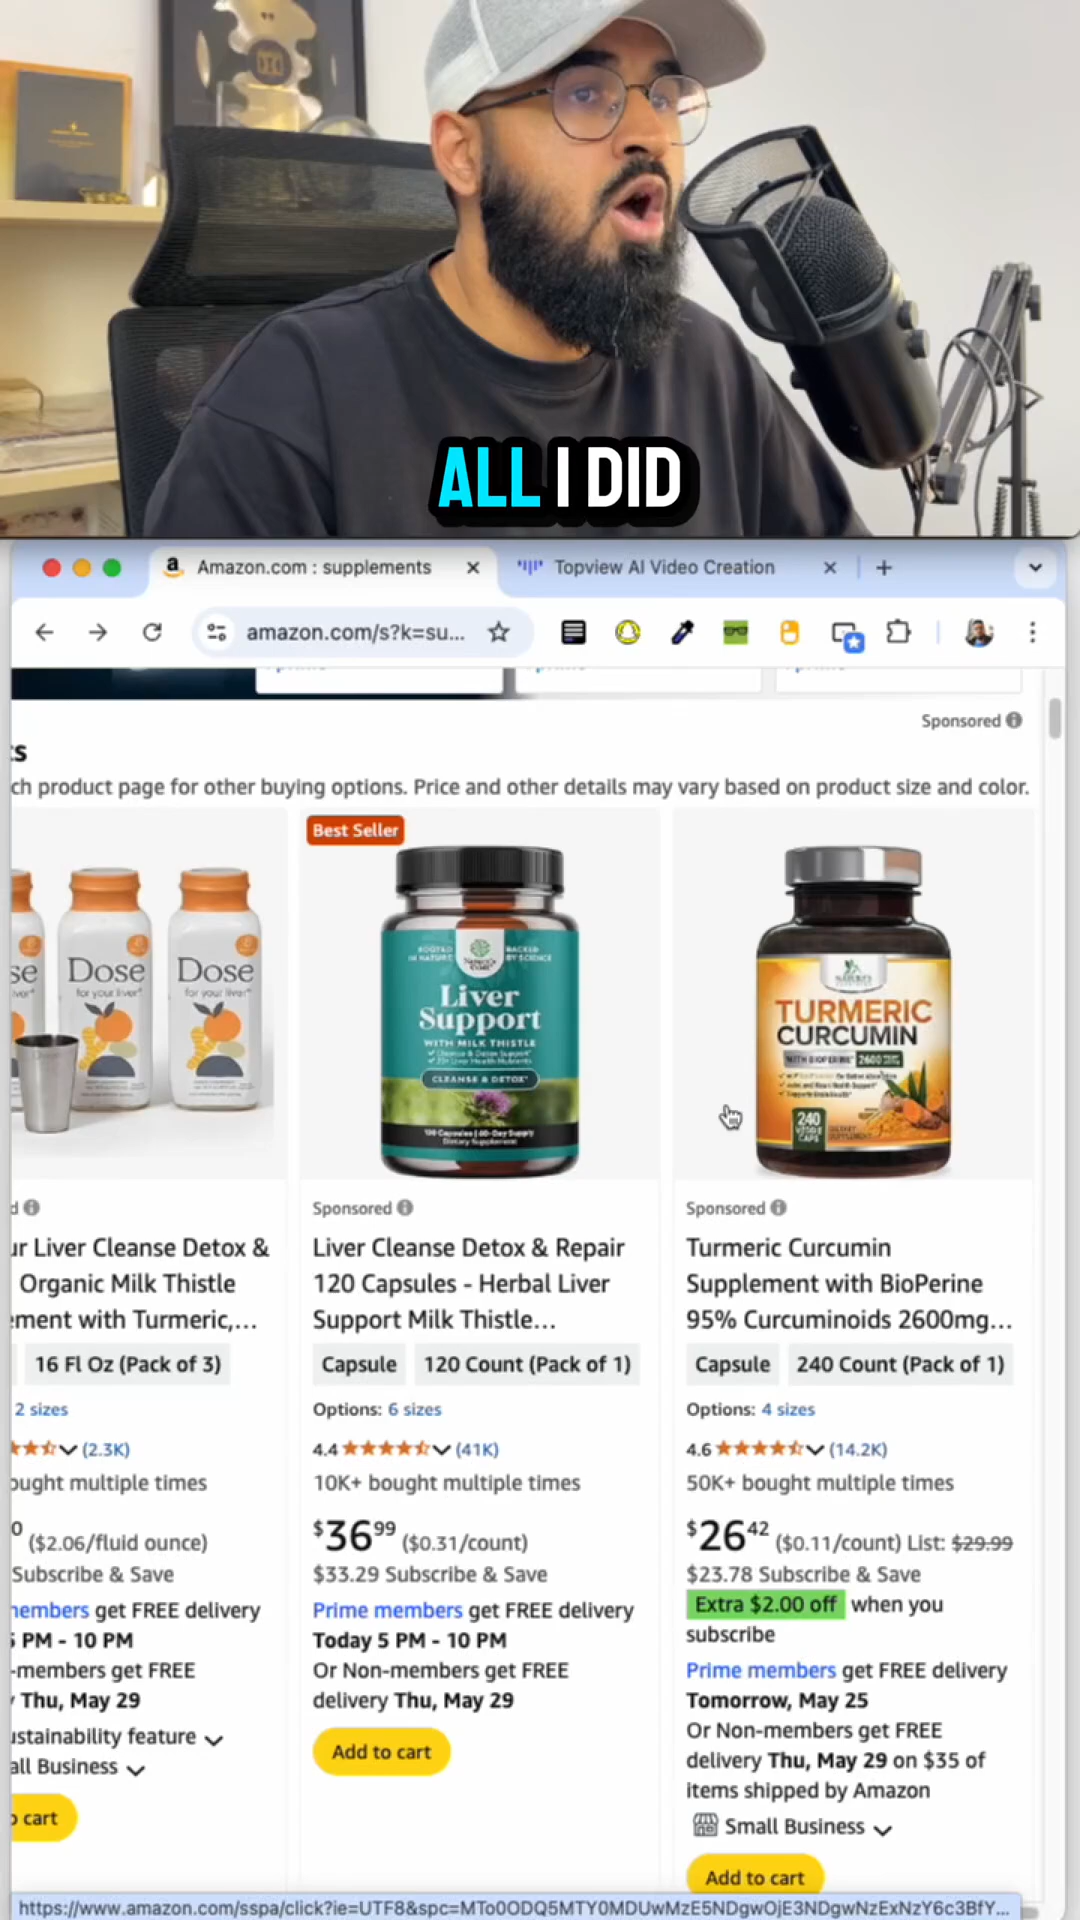 ALL I DID
Amazon.com : supplements
Topview AI Video Creation
amazon.com/s?k=su...
Sponsored
ts
ch product page for other buying options. Price and other details may vary based on product size and color.
Best Seller
se
Dose
for your liver*
Dose
for your liver*
ROOTED IN NATURE
BACKED BY SCIENCE
Liver
Support
WITH MILK THISTLE
CLEANSE & DETOX*
Dietary Supplement
TURMERIC
CURCUMIN
WITH BIOPERINE
2600
240
VEGGIE
CAPS
d
ur Liver Cleanse Detox &
Organic Milk Thistle
ement with Turmeric,...
16 Fl Oz (Pack of 3)
2 sizes
(2.3K)
ought multiple times
0 ($2.06/fluid ounce)
Subscribe & Save
members get FREE delivery
5 PM - 10 PM
-members get FREE
Thu, May 29
ustainability feature
all Business
o cart
Sponsored
Liver Cleanse Detox & Repair
120 Capsules - Herbal Liver
Support Milk Thistle...
Capsule 120 Count (Pack of 1)
Options: 6 sizes
4.4 (41K)
10K+ bought multiple times
$36 99 ($0.31/count)
$33.29 Subscribe & Save
Prime members get FREE delivery
Today 5 PM - 10 PM
Or Non-members get FREE
delivery Thu, May 29
Add to cart
Sponsored
Turmeric Curcumin
Supplement with BioPerine
95% Curcuminoids 2600mg...
Capsule 240 Count (Pack of 1)
Options: 4 sizes
4.6 (14.2K)
50K+ bought multiple times
$26 42 ($0.11/count) List: $29.99
$23.78 Subscribe & Save
Extra $2.00 off when you
subscribe
Prime members get FREE delivery
Tomorrow, May 25
Or Non-members get FREE
delivery Thu, May 29 on $35 of
items shipped by Amazon
Small Business
Add to cart